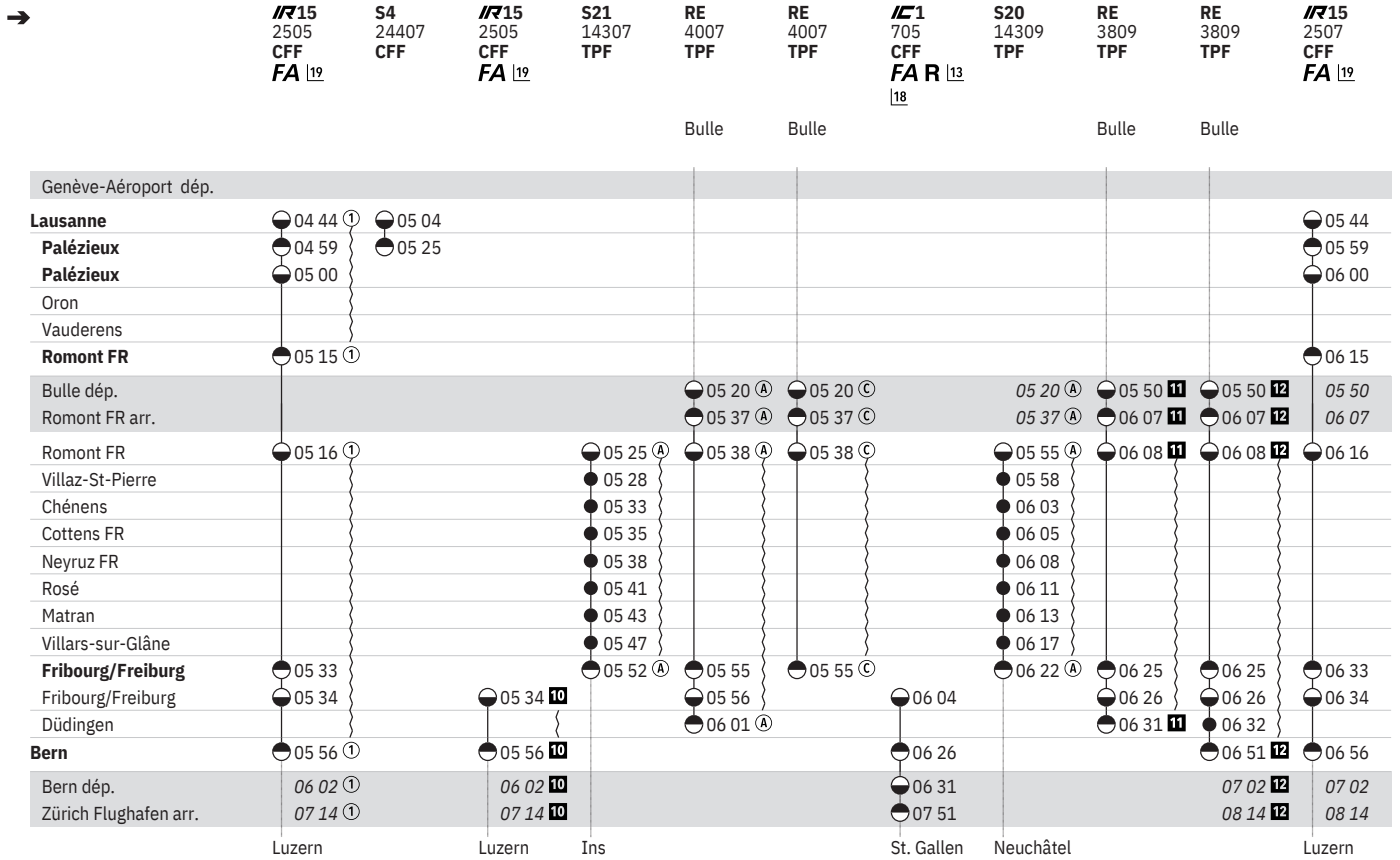 ➔ IR15 S4 IR15 S21 RE RE IC1 S20 RE RE IR15
2505 24407 2505 14307 4007 4007 705 14309 3809 3809 2507
CFF CFF CFF TPF TPF TPF CFF TPF TPF TPF CFF
FA 19 FA 19 FA R 13 FA 19
18
Bulle Bulle Bulle Bulle
Genève-Aéroport dép.
Lausanne 04 44 ① 05 04 05 44
Palézieux 04 59 05 25 05 59
Palézieux 05 00 06 00
Oron
Vauderens
Romont FR 05 15 ① 06 15
Bulle dép. 05 20 Ⓐ 05 20 Ⓒ 05 20 Ⓐ 05 50 11 05 50 12 05 50
Romont FR arr. 05 37 Ⓐ 05 37 Ⓒ 05 37 Ⓐ 06 07 11 06 07 12 06 07
Romont FR 05 16 ① 05 25 Ⓐ 05 38 Ⓐ 05 38 Ⓒ 05 55 Ⓐ 06 08 11 06 08 12 06 16
Villaz-St-Pierre 05 28 05 58
Chénens 05 33 06 03
Cottens FR 05 35 06 05
Neyruz FR 05 38 06 08
Rosé 05 41 06 11
Matran 05 43 06 13
Villars-sur-Glâne 05 47 06 17
Fribourg/Freiburg 05 33 05 52 Ⓐ 05 55 05 55 Ⓒ 06 22 Ⓐ 06 25 06 25 06 33
Fribourg/Freiburg 05 34 05 34 10 05 56 06 04 06 26 06 26 06 34
Düdingen 06 01 Ⓐ 06 31 11 06 32
Bern 05 56 ① 05 56 10 06 26 06 51 12 06 56
Bern dép. 06 02 ① 06 02 10 06 31 07 02 12 07 02
Zürich Flughafen arr. 07 14 ① 07 14 10 07 51 08 14 12 08 14
Luzern Luzern Ins St. Gallen Neuchâtel Luzern